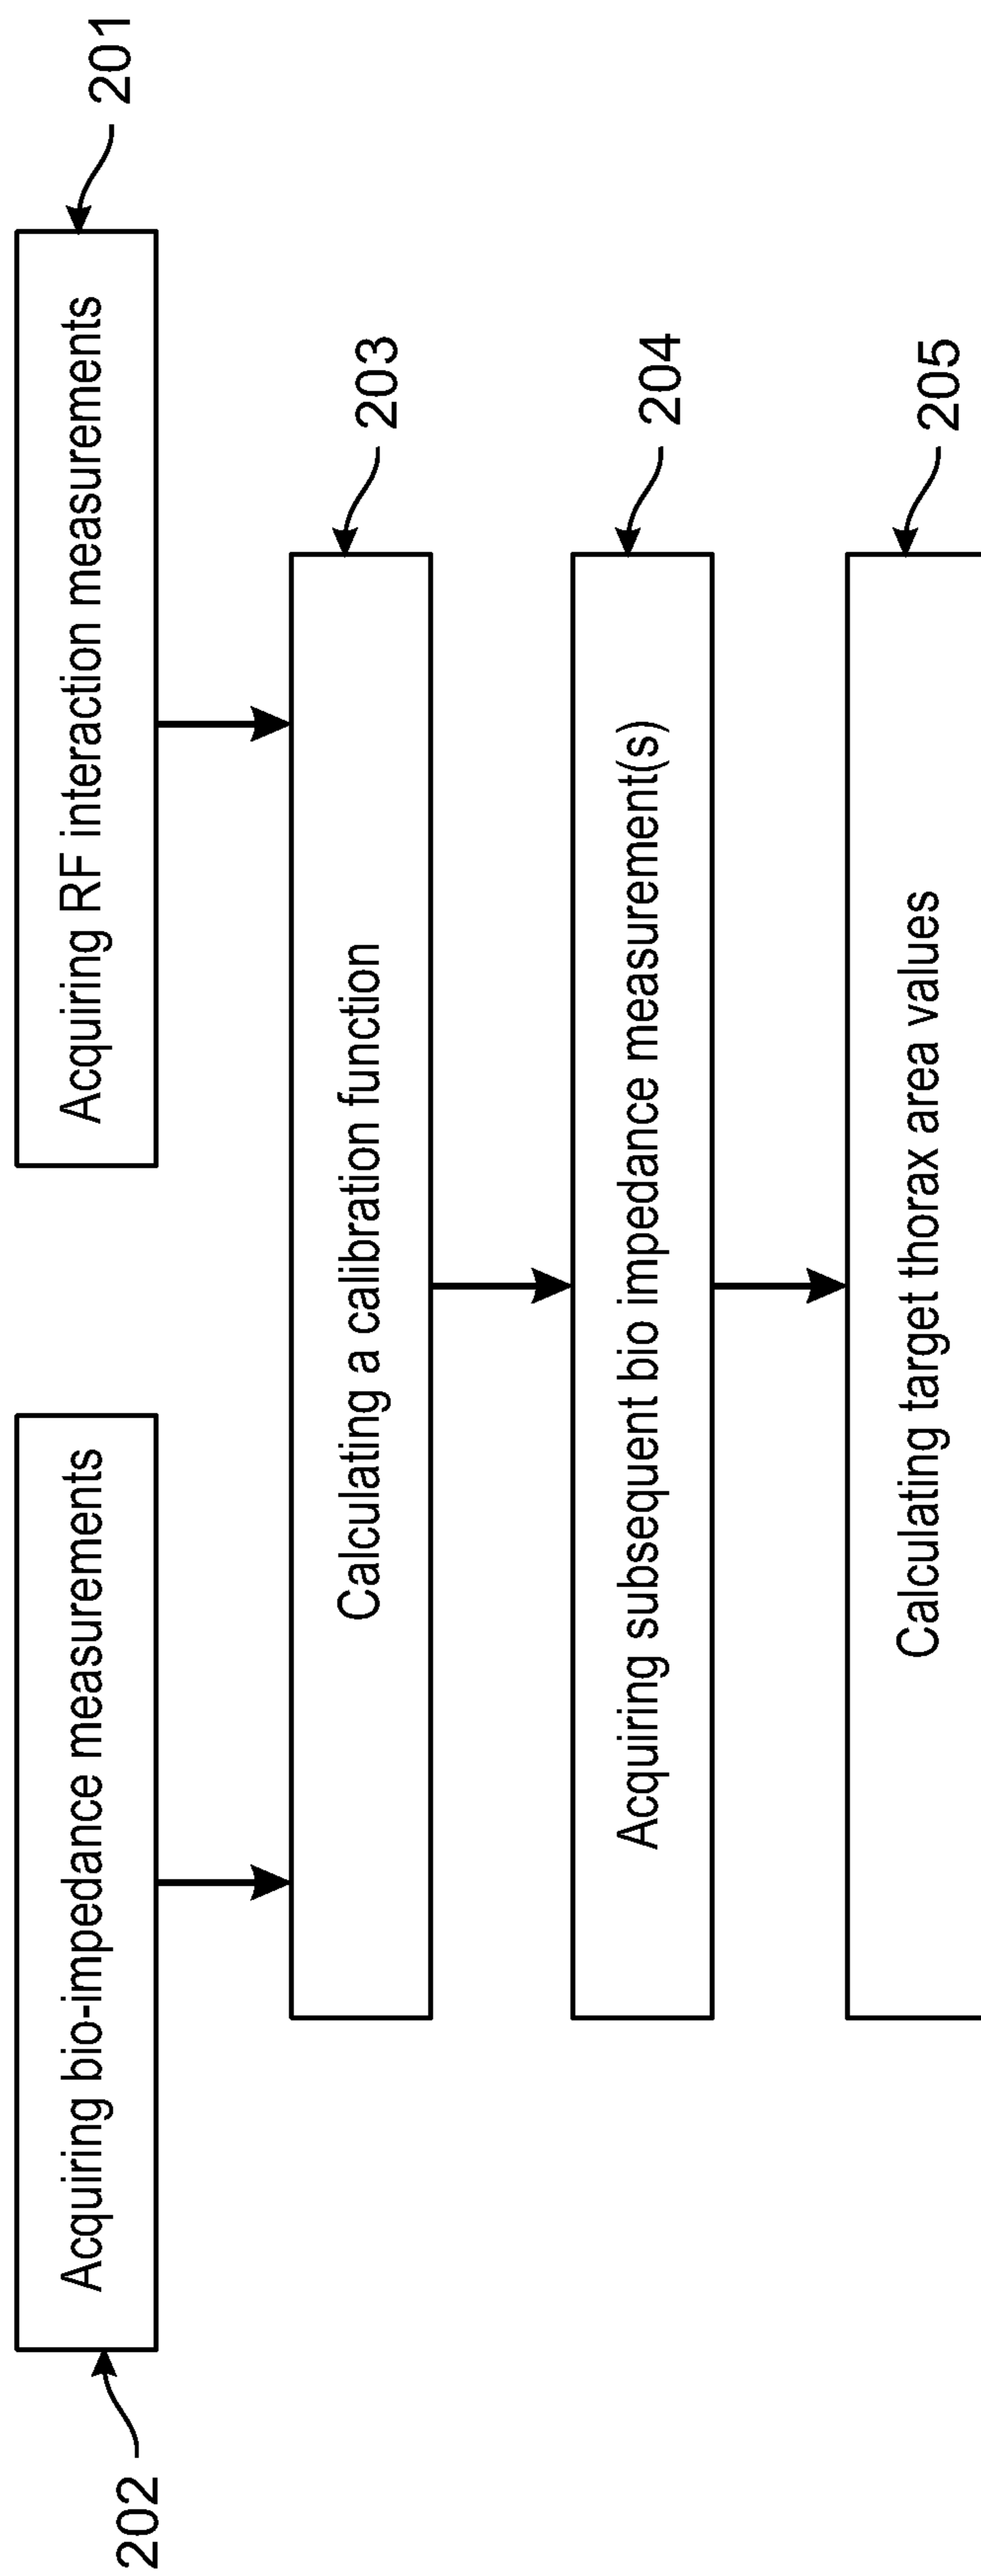 202
Acquiring bio-impedance measurements
Acquiring RF interaction measurements
201
Calculating a calibration function
203
Acquiring subsequent bio impedance measurement(s)
204
Calculating target thorax area values
205